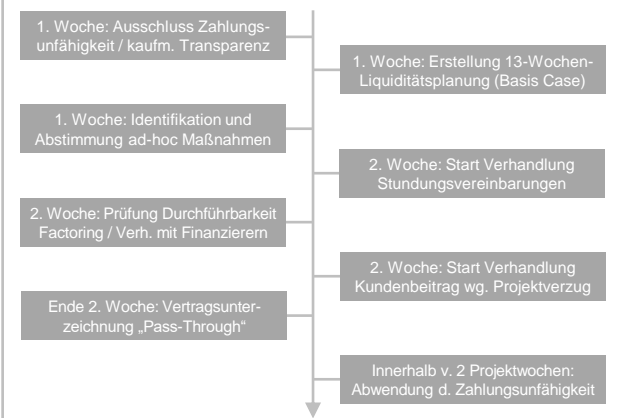 1. Woche: Ausschluss Zahlungs-
unfähigkeit / kaufm. Transparenz
1. Woche: Erstellung 13-Wochen-
Liquiditätsplanung (Basis Case)
1. Woche: Identifikation und
Abstimmung ad-hoc Maßnahmen
2. Woche: Start Verhandlung
Stundungsvereinbarungen
2. Woche: Prüfung Durchführbarkeit
Factoring / Verh. mit Finanzierern
2. Woche: Start Verhandlung
Kundenbeitrag wg. Projektverzug
Ende 2. Woche: Vertragsunter-
zeichnung „Pass-Through“
Innerhalb v. 2 Projektwochen:
Abwendung d. Zahlungsunfähigkeit